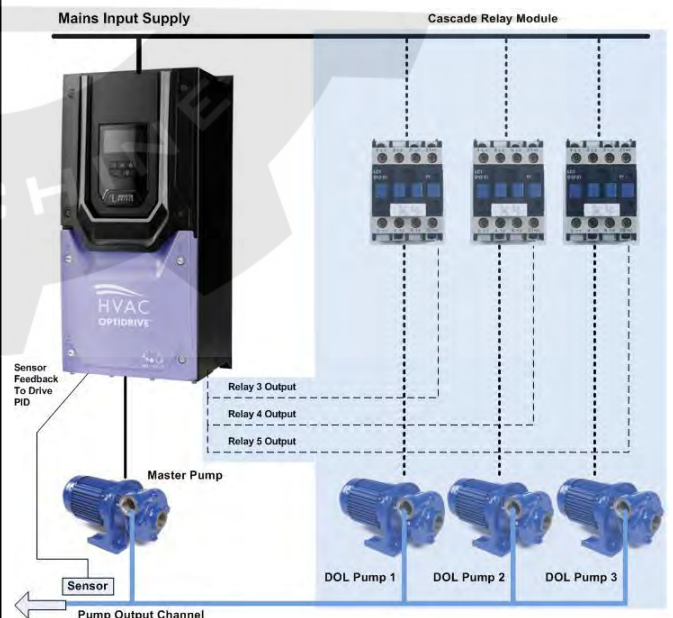 Mains Input Supply
Cascade Relay Module
HVAC
OPTIDRIVE
Sensor
Feedback
To Drive
PID
Relay 3 Output
Relay 4 Output
Relay 5 Output
Master Pump
DOL Pump 1
DOL Pump 2
DOL Pump 3
Sensor
Pump Output Channel